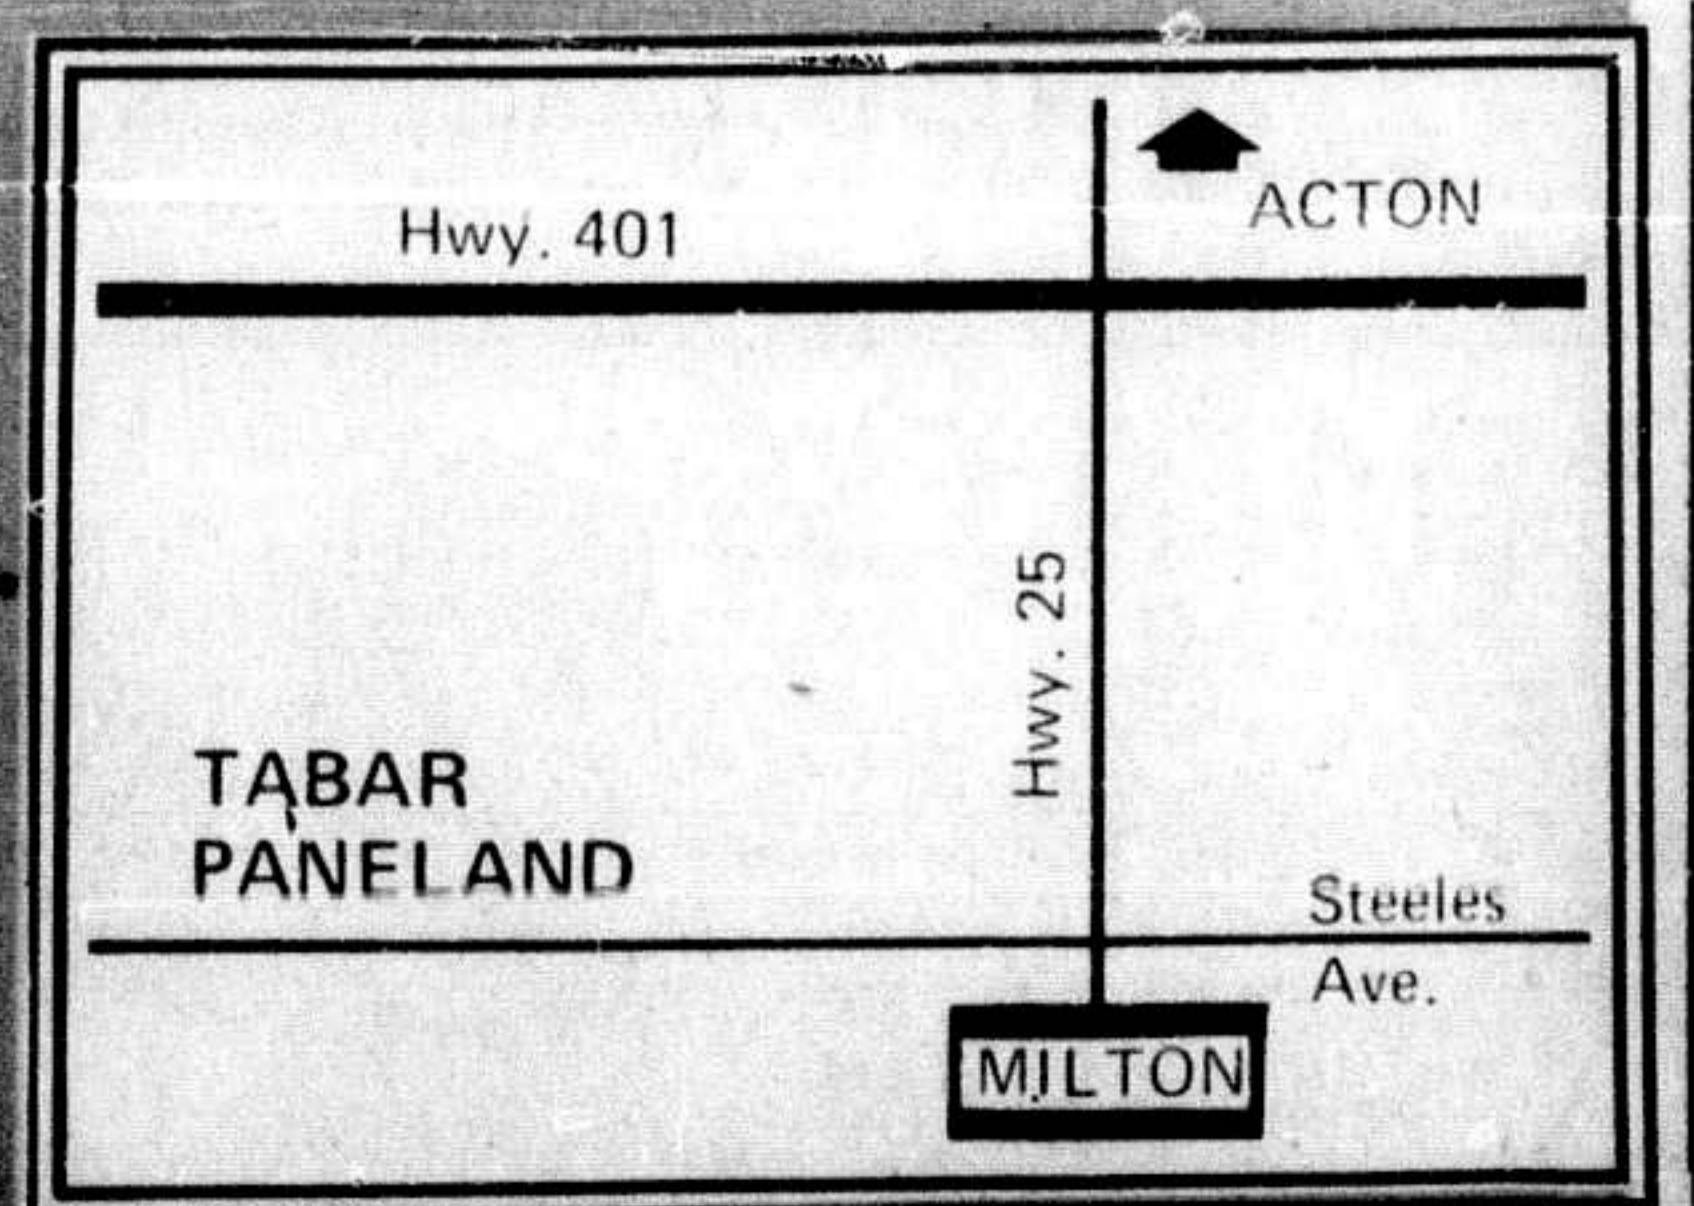 ACTON
Hwy. 401
Hwy. 25
TABAR
PANELAND
Steeles
Ave.
MILTON